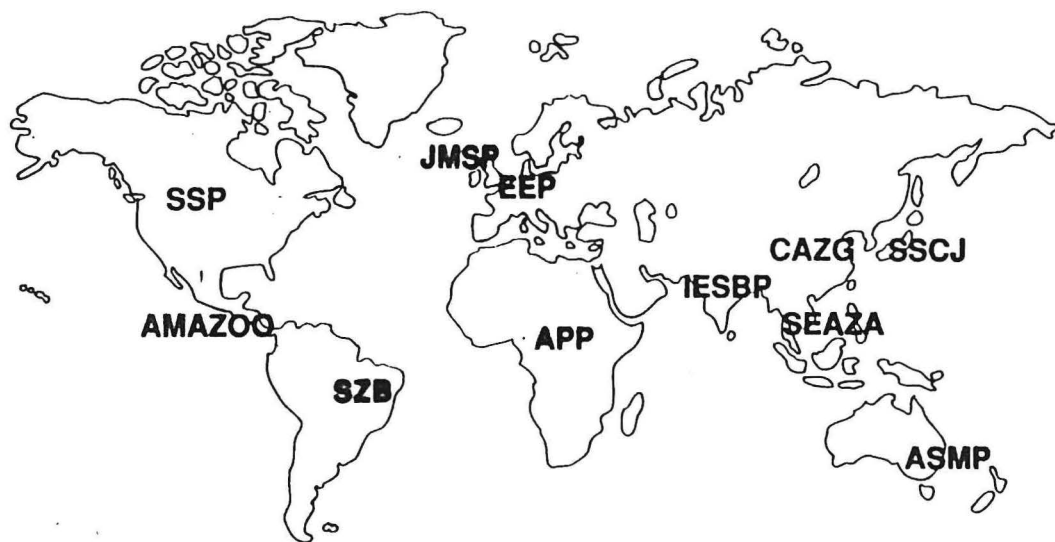 JMSP
EEP
SSP
CAZG
SSCJ
IESBP
AMAZOO
SEAZA
APP
SZB
ASMP